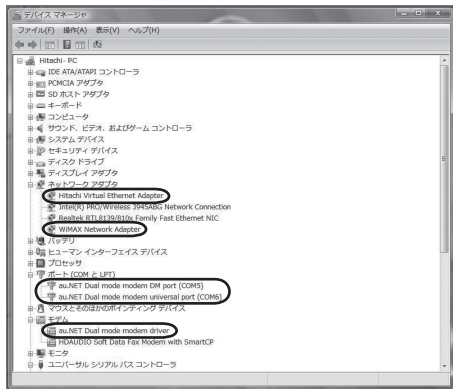 デバイス マネージャ
ファイル(F) 操作(A) 表示(V) ヘルプ(H)
Hitachi-PC
IDE ATA/ATAPI コントローラ
PCMCIA アダプタ
SD ホスト アダプタ
キーボード
コンピュータ
サウンド、ビデオ、およびゲーム コントローラ
システム デバイス
セキュリティ デバイス
ディスク ドライブ
ディスプレイ アダプタ
ネットワーク アダプタ
Hitachi Virtual Ethernet Adapter
Intel(R) PRO/Wireless 3945ABG Network Connection
Realtek RTL8139/810x Family Fast Ethernet NIC
WiMAX Network Adapter
バッテリ
ヒューマン インターフェイス デバイス
プロセッサ
ポート (COM と LPT)
au.NET Dual mode modem DM port (COM5)
au.NET Dual mode modem universal port (COM6)
マウスとそのほかのポインティング デバイス
モデム
au.NET Dual mode modem driver
HDAUDIO Soft Data Fax Modem with SmartCP
モニタ
ユニバーサル シリアル バス コントローラ